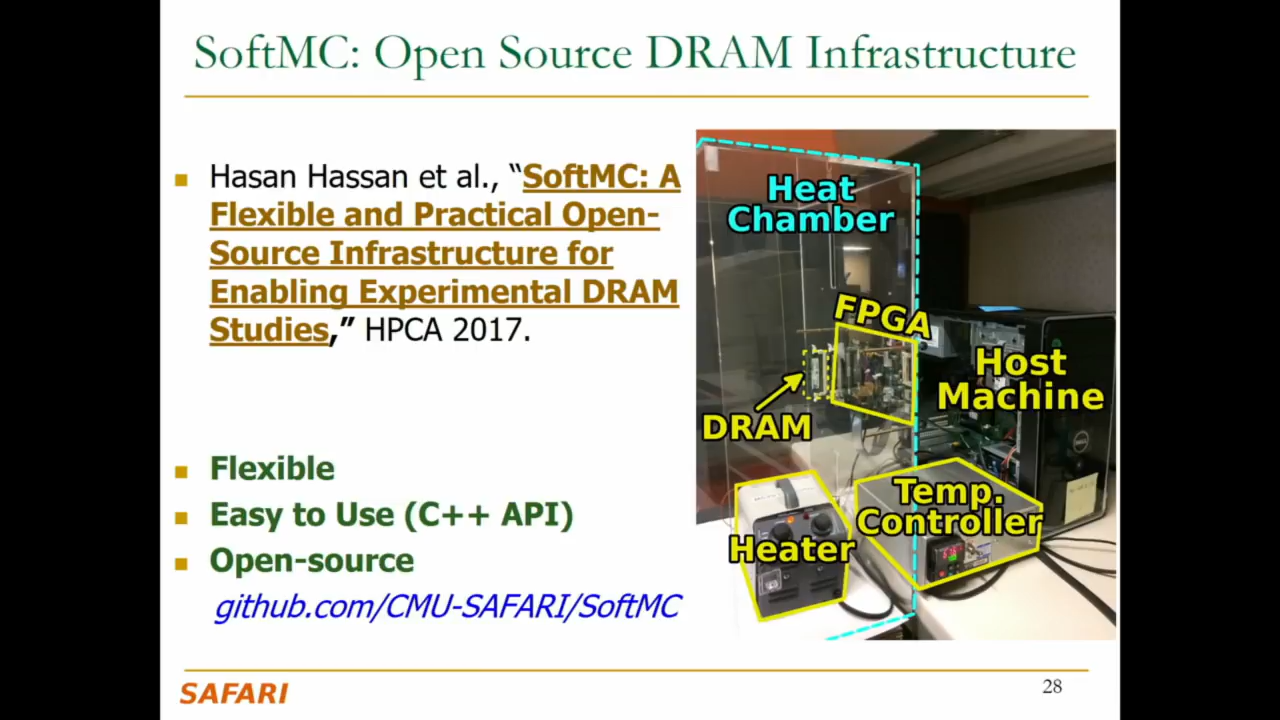 SoftMC: Open Source DRAM Infrastructure
Hasan Hassan et al., “SoftMC: A
Flexible and Practical Open-
Source Infrastructure for
Enabling Experimental DRAM
Studies,” HPCA 2017.
Flexible
Easy to Use (C++ API)
Open-source
github.com/CMU-SAFARI/SoftMC
Heat
Chamber
FPGA
Host
Machine
DRAM
Temp.
Controller
Heater
DELL
SAFARI
28